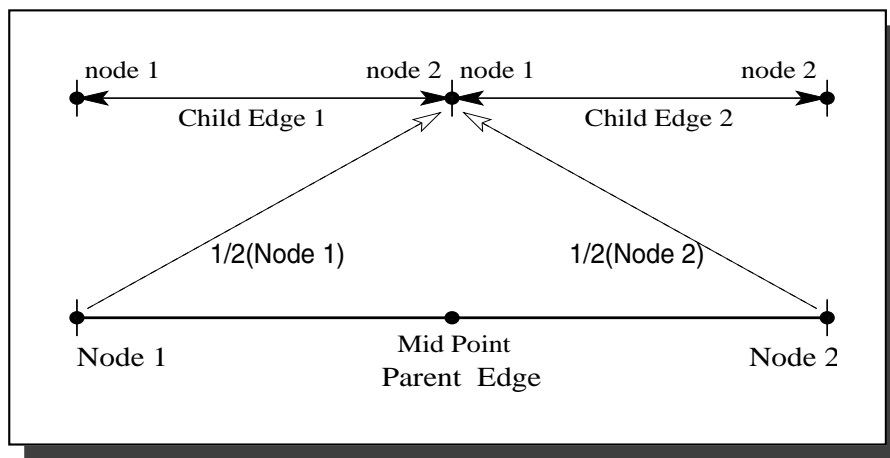 node 1 node 2 node 1 node 2
Child Edge 1 Child Edge 2
1/2(Node 1) 1/2(Node 2)
Node 1 Mid Point Node 2
Parent Edge